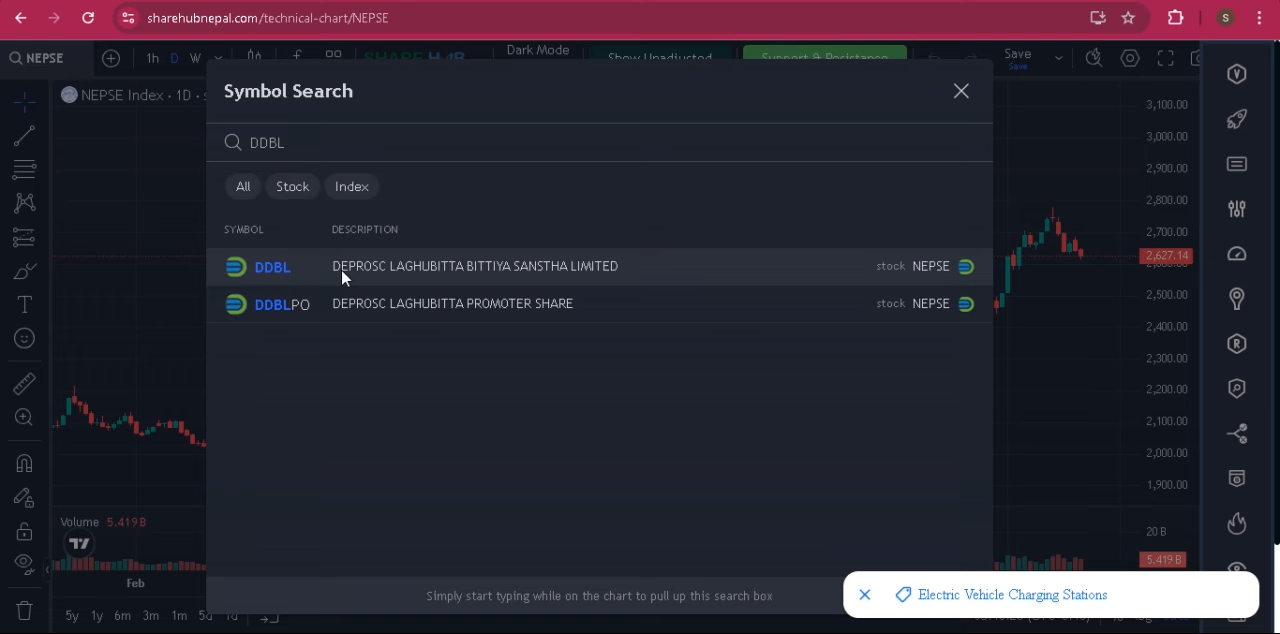 sharehubnepal.com/technical-chart/NEPSE
S
NEPSE
1h D W
Dark Mode
Save
Save
Symbol Search
NEPSE Index · 1D ·
DDBL
All Stock Index
SYMBOL DESCRIPTION
DDBL DEPROSC LAGHUBITTA BITTIYA SANSTHA LIMITED stock NEPSE
DDBLPO DEPROSC LAGHUBITTA PROMOTER SHARE stock NEPSE
3,100.00
3,000.00
2,900.00
2,800.00
2,700.00
2,627.14
2,500.00
2,400.00
2,300.00
2,200.00
2,100.00
2,000.00
1,900.00
Volume 5.419B
20B
5.419B
Feb
Simply start typing while on the chart to pull up this search box
Electric Vehicle Charging Stations
5y 1y 6m 3m 1m 5d 1d